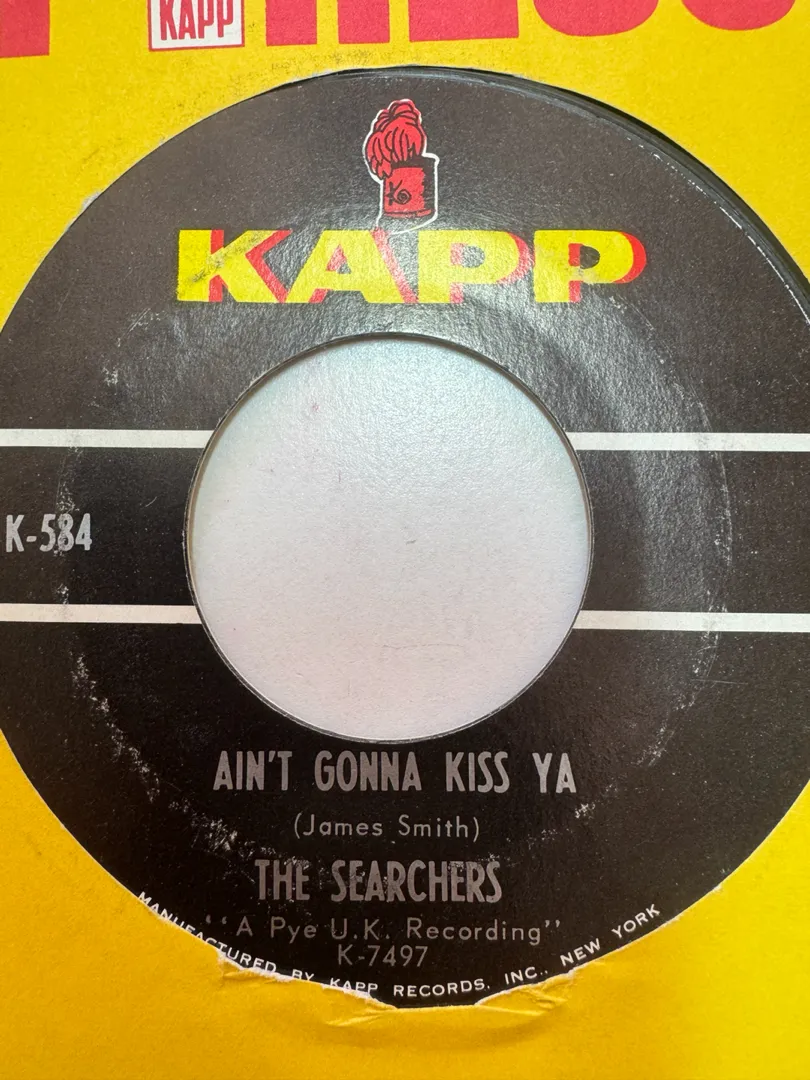 KAPP
KAPP
K-584
AIN'T GONNA KISS YA
(James Smith)
THE SEARCHERS
"A Pye U.K. Recording"
K-7497
MANUFACTURED BY KAPP RECORDS, INC., NEW YORK